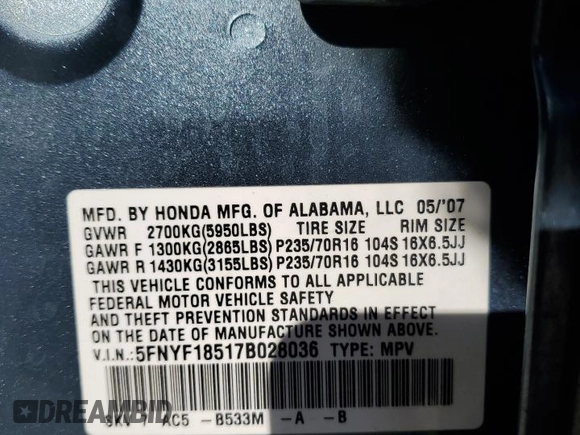 MFD. BY HONDA MFG. OF ALABAMA, LLC 05/'07
GVWR 2700KG(5950LBS) TIRE SIZE RIM SIZE
GAWR F 1300KG(2865LBS) P235/70R16 104S 16X6.5JJ
GAWR R 1430KG(3155LBS) P235/70R16 104S 16X6.5JJ
THIS VEHICLE CONFORMS TO ALL APPLICABLE
FEDERAL MOTOR VEHICLE SAFETY
AND THEFT PREVENTION STANDARDS IN EFFECT
ON THE DATE OF MANUFACTURE SHOWN ABOVE.
V.I.N.: 5FNYF18517B028036 TYPE: MPV
AC5 -B533M -A -B
DREAMBID